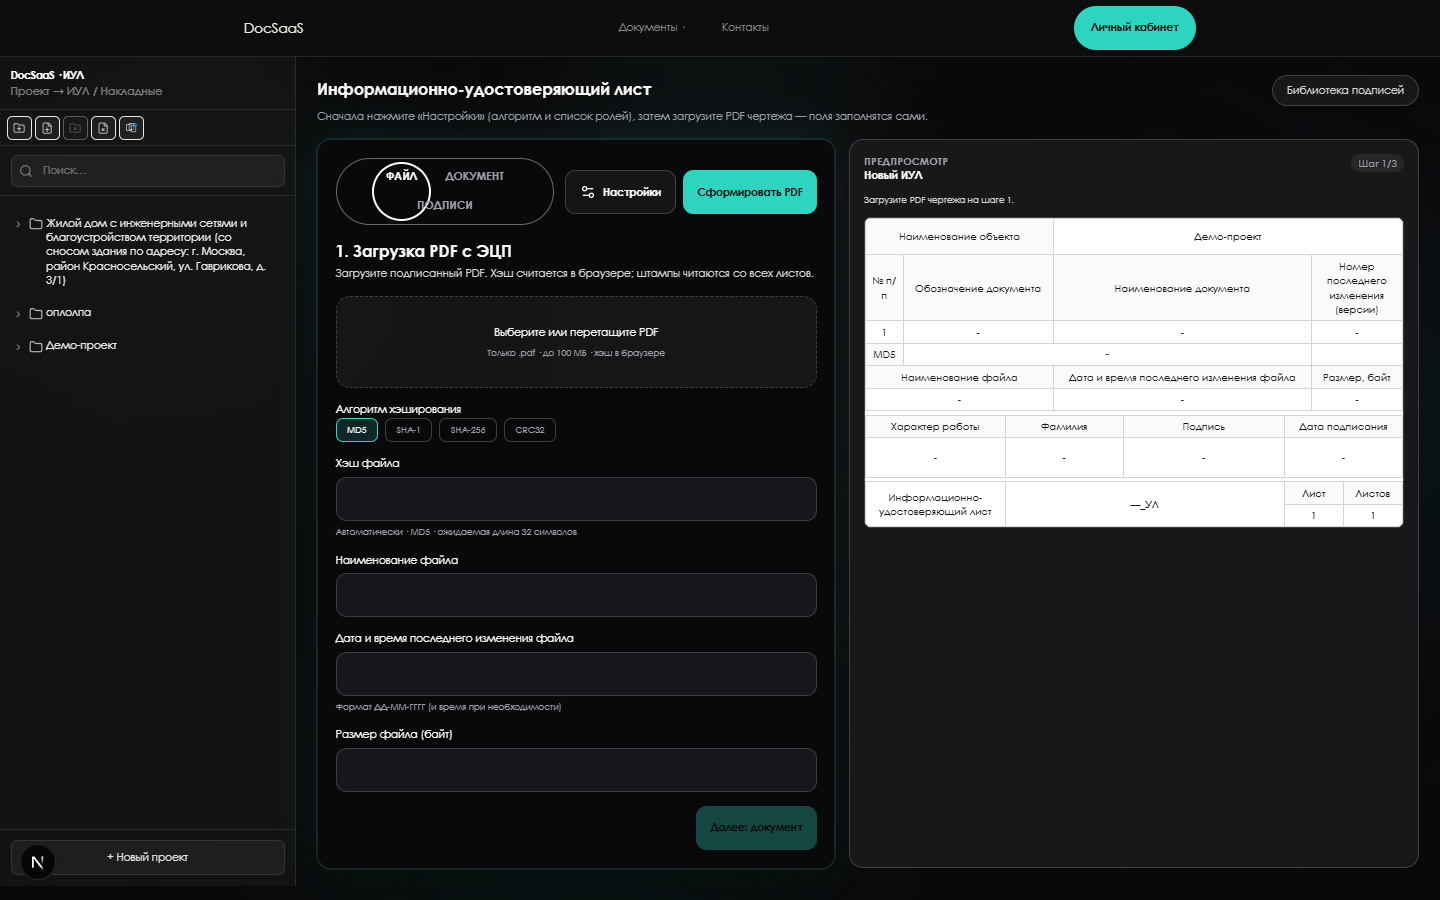 DocSaaS
Документы
Контакты
Личный кабинет
DocSaaS · ИУЛ
Проект → ИУЛ / Накладные
Поиск...
Жилой дом с инженерными сетями и
благоустройством территории (со
сносом здания по адресу: г. Москва,
район Красносельский, ул. Гаврикова, д.
3/1)
оплолпа
Демо-проект
+ Новый проект
N
Информационно-удостоверяющий лист
Сначала нажмите «Настройки» (алгоритм и список ролей), затем загрузите PDF чертежа — поля заполнятся сами.
Библиотека подписей
ФАЙЛ
ДОКУМЕНТ
ПОДПИСИ
Настройки
Сформировать PDF
1. Загрузка PDF с ЭЦП
Загрузите подписанный PDF. Хэш считается в браузере; штампы читаются со всех листов.
Выберите или перетащите PDF
Только .pdf · до 100 МБ · хэш в браузере
Алгоритм хэширования
MD5
SHA-1
SHA-256
CRC32
Хэш файла
Автоматически · MD5 · ожидаемая длина 32 символов
Наименование файла
Дата и время последнего изменения файла
Формат ДД-ММ-ГГГГ (и время при необходимости)
Размер файла (байт)
Далее: документ
ПРЕДПРОСМОТР
Новый ИУЛ
Шаг 1/3
Загрузите PDF чертежа на шаге 1.
Наименование объекта
Демо-проект
№ п/
п
Обозначение документа
Наименование документа
Номер
последнего
изменения
(версии)
1
-
-
-
MD5
-
Наименование файла
Дата и время последнего изменения файла
Размер, байт
-
-
-
Характер работы
Фамилия
Подпись
Дата подписания
-
-
-
-
Информационно-
удостоверяющий лист
—_УЛ
Лист
Листов
1
1